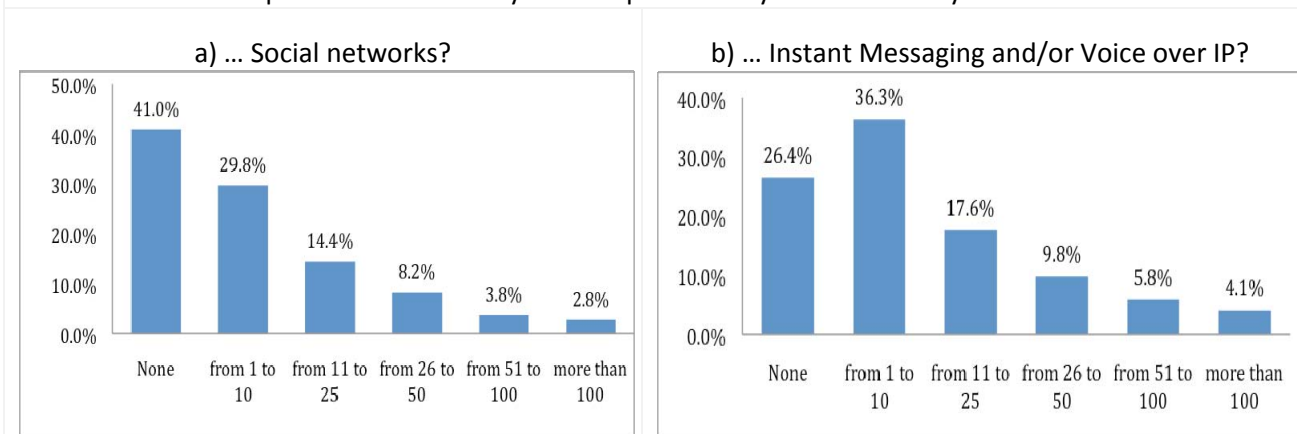 a) … Social networks?
50.0%
40.0%
30.0%
20.0%
10.0%
0.0%
41.0%
29.8%
14.4%
8.2%
3.8%
2.8%
None
from 1 to 10
from 11 to 25
from 26 to 50
from 51 to 100
more than 100
b) … Instant Messaging and/or Voice over IP?
40.0%
30.0%
20.0%
10.0%
0.0%
26.4%
36.3%
17.6%
9.8%
5.8%
4.1%
None
from 1 to 10
from 11 to 25
from 26 to 50
from 51 to 100
more than 100